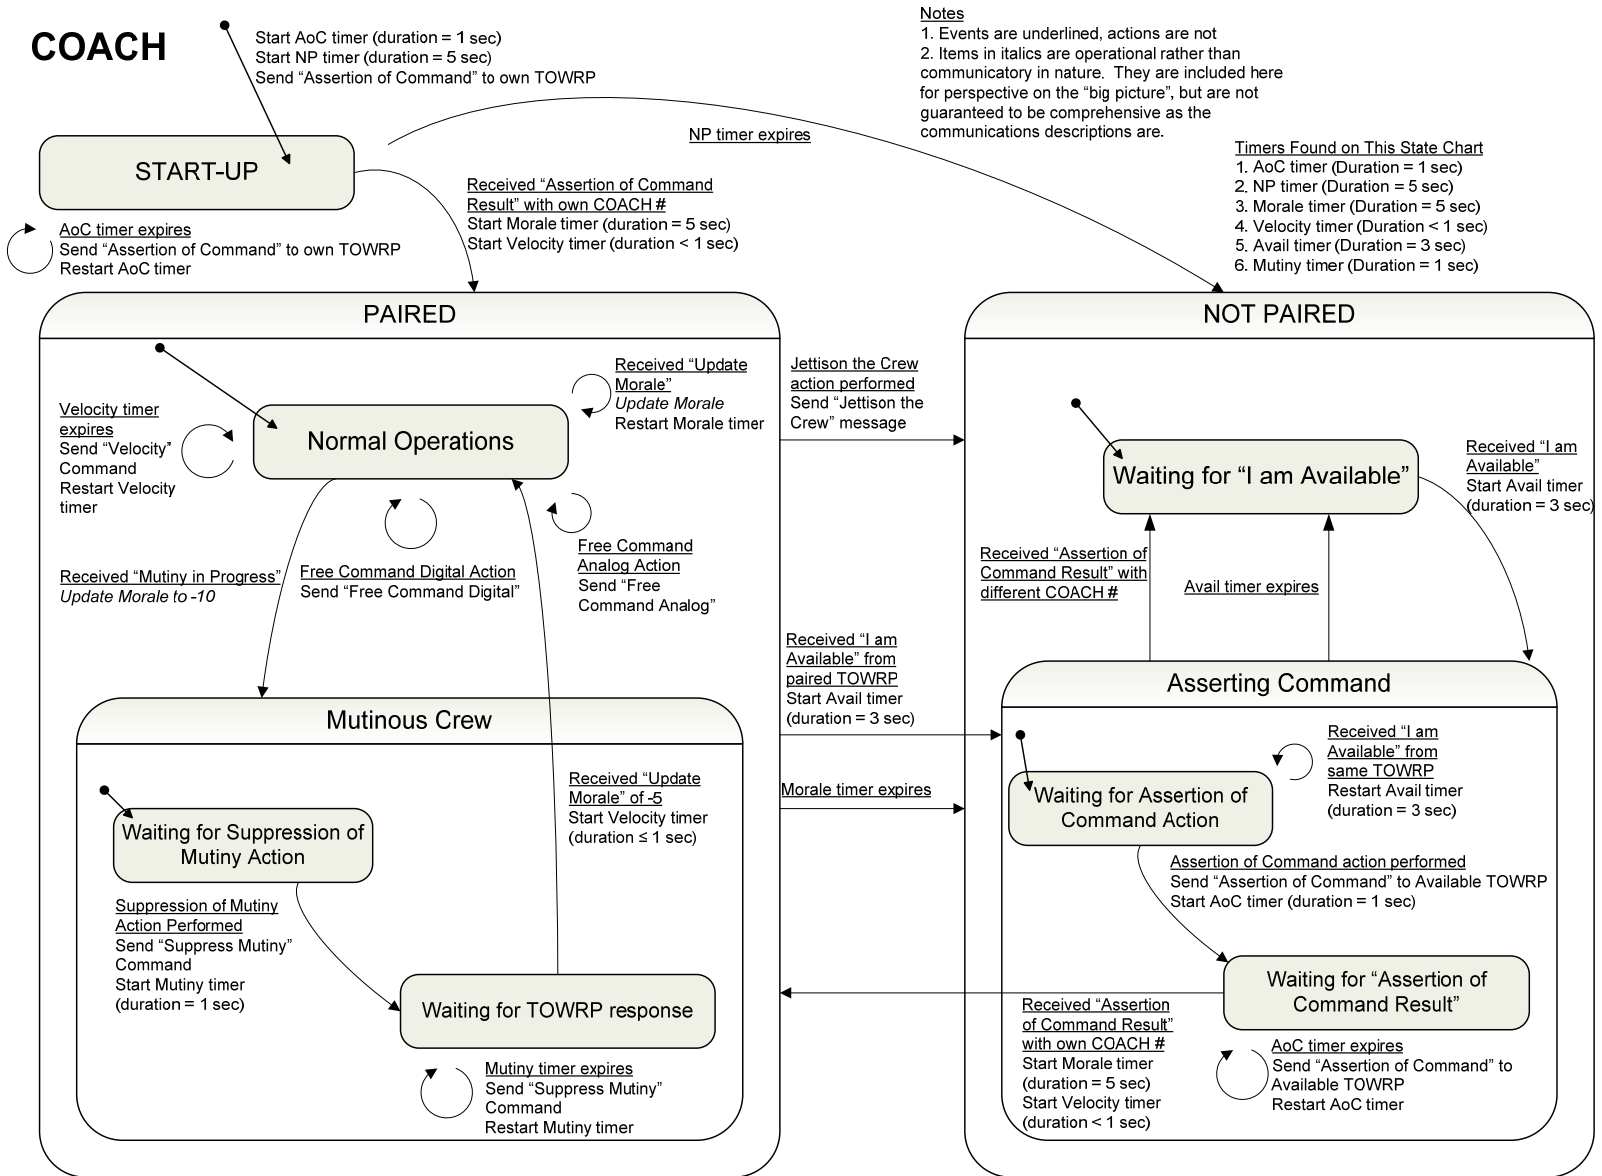 COACH
Start AoC timer (duration = 1 sec)
Start NP timer (duration = 5 sec)
Send “Assertion of Command” to own TOWRP
Notes
1. Events are underlined, actions are not
2. Items in italics are operational rather than
communicatory in nature. They are included here
for perspective on the “big picture”, but are not
guaranteed to be comprehensive as the
communications descriptions are.
NP timer expires
Timers Found on This State Chart
1. AoC timer (Duration = 1 sec)
2. NP timer (Duration = 5 sec)
3. Morale timer (Duration = 5 sec)
4. Velocity timer (Duration < 1 sec)
5. Avail timer (Duration = 3 sec)
6. Mutiny timer (Duration = 1 sec)
START-UP
Received “Assertion of Command
Result” with own COACH #
Start Morale timer (duration = 5 sec)
Start Velocity timer (duration < 1 sec)
AoC timer expires
Send “Assertion of Command” to own TOWRP
Restart AoC timer
PAIRED
NOT PAIRED
Received “Update
Morale”
Update Morale
Restart Morale timer
Velocity timer
expires
Send “Velocity”
Command
Restart Velocity
timer
Normal Operations
Jettison the Crew
action performed
Send “Jettison the
Crew” message
Waiting for “I am Available”
Received “I am
Available”
Start Avail timer
(duration = 3 sec)
Received “Mutiny in Progress”
Update Morale to -10
Free Command Digital Action
Send “Free Command Digital”
Free Command
Analog Action
Send “Free
Command Analog”
Received “Assertion of
Command Result” with
different COACH #
Avail timer expires
Received “I am
Available” from
paired TOWRP
Start Avail timer
(duration = 3 sec)
Asserting Command
Mutinous Crew
Received “I am
Available” from
same TOWRP
Restart Avail timer
(duration = 3 sec)
Received “Update
Morale” of -5
Start Velocity timer
(duration ≤ 1 sec)
Morale timer expires
Waiting for Assertion of
Command Action
Waiting for Suppression of
Mutiny Action
Assertion of Command action performed
Send “Assertion of Command” to Available TOWRP
Start AoC timer (duration = 1 sec)
Suppression of Mutiny
Action Performed
Send “Suppress Mutiny”
Command
Start Mutiny timer
(duration = 1 sec)
Waiting for TOWRP response
Waiting for “Assertion of
Command Result”
Received “Assertion
of Command Result”
with own COACH #
Start Morale timer
(duration = 5 sec)
Start Velocity timer
(duration < 1 sec)
AoC timer expires
Send “Assertion of Command” to
Available TOWRP
Restart AoC timer
Mutiny timer expires
Send “Suppress Mutiny”
Command
Restart Mutiny timer